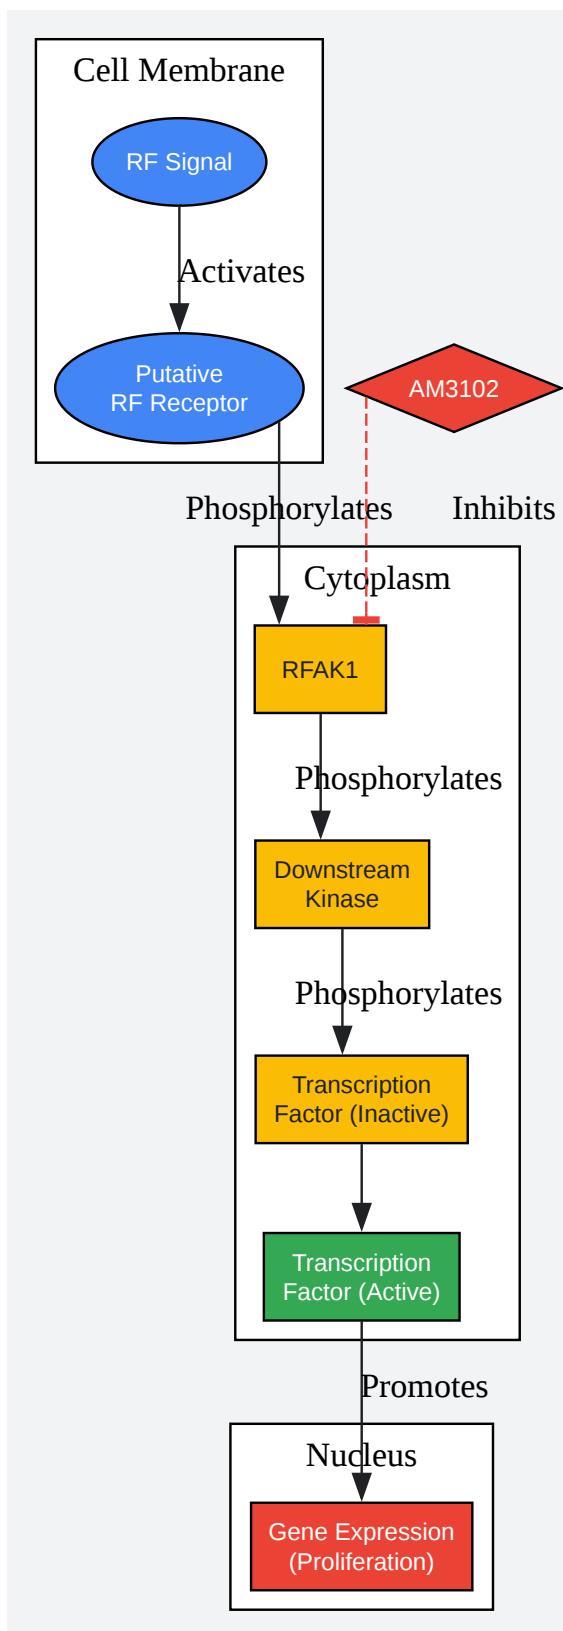 Cell Membrane
RF Signal
Activates
Putative
RF Receptor
AM3102
Phosphorylates
Inhibits
Cytoplasm
RFAK1
Phosphorylates
Downstream
Kinase
Phosphorylates
Transcription
Factor (Inactive)
Transcription
Factor (Active)
Promotes
Nucleus
Gene Expression
(Proliferation)